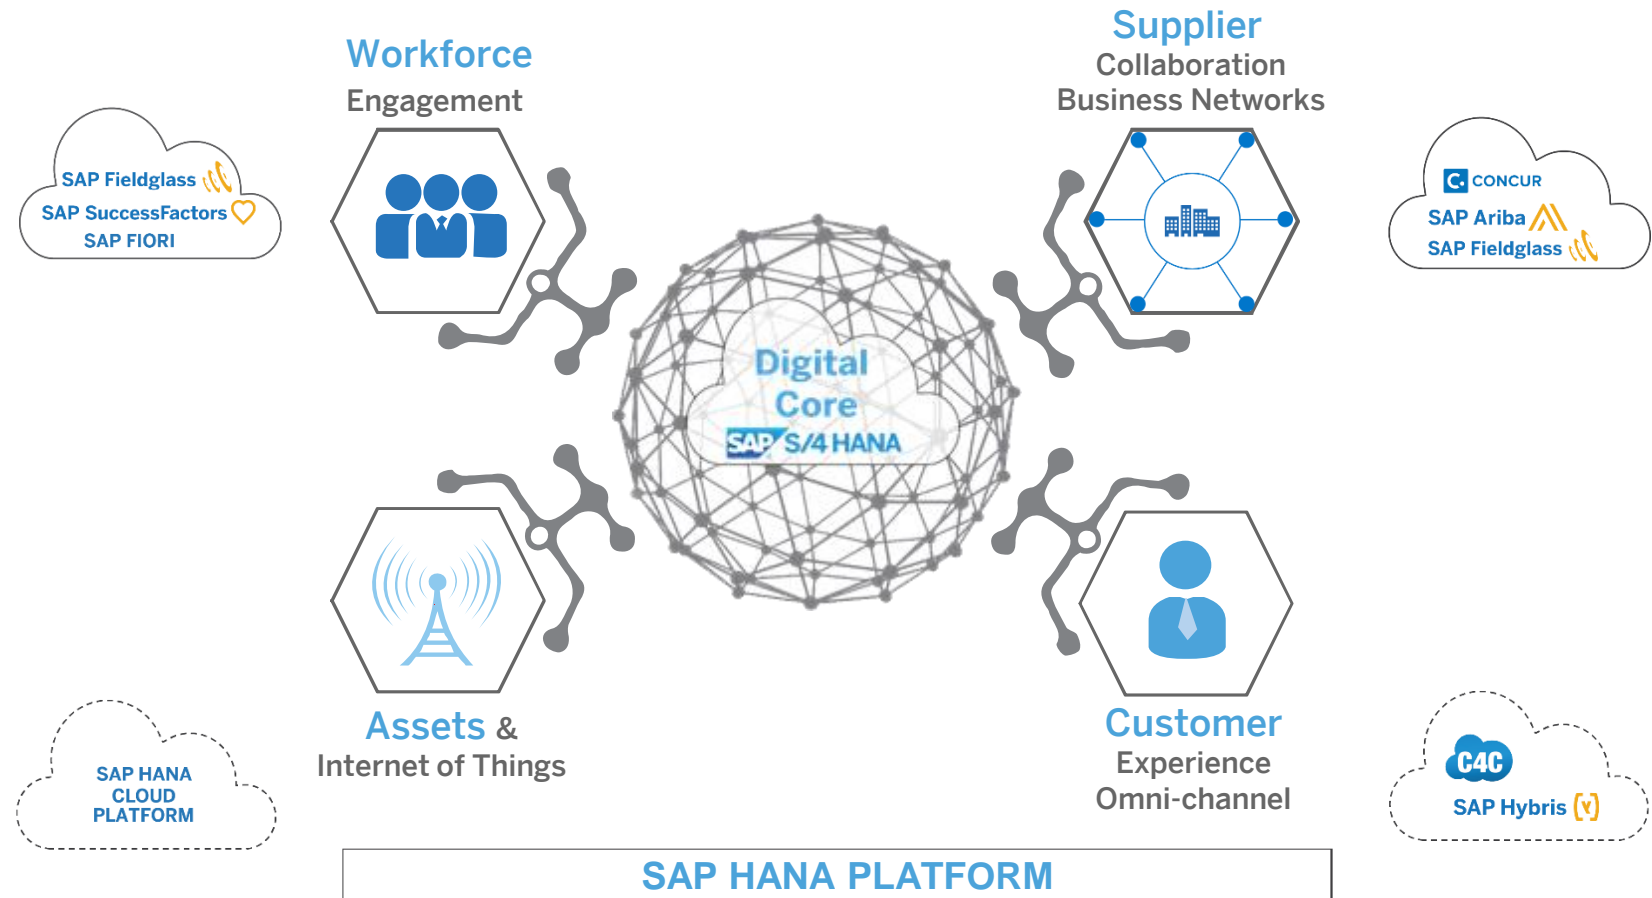 Workforce
Engagement
Supplier
Collaboration
Business Networks
SAP Fieldglass
SAP SuccessFactors
SAP FIORI
C. CONCUR
SAP Ariba
SAP Fieldglass
Digital
Core
SAP S/4 HANA
Assets &
Internet of Things
Customer
Experience
Omni-channel
SAP HANA
CLOUD
PLATFORM
C4C
SAP Hybris (Y)
SAP HANA PLATFORM